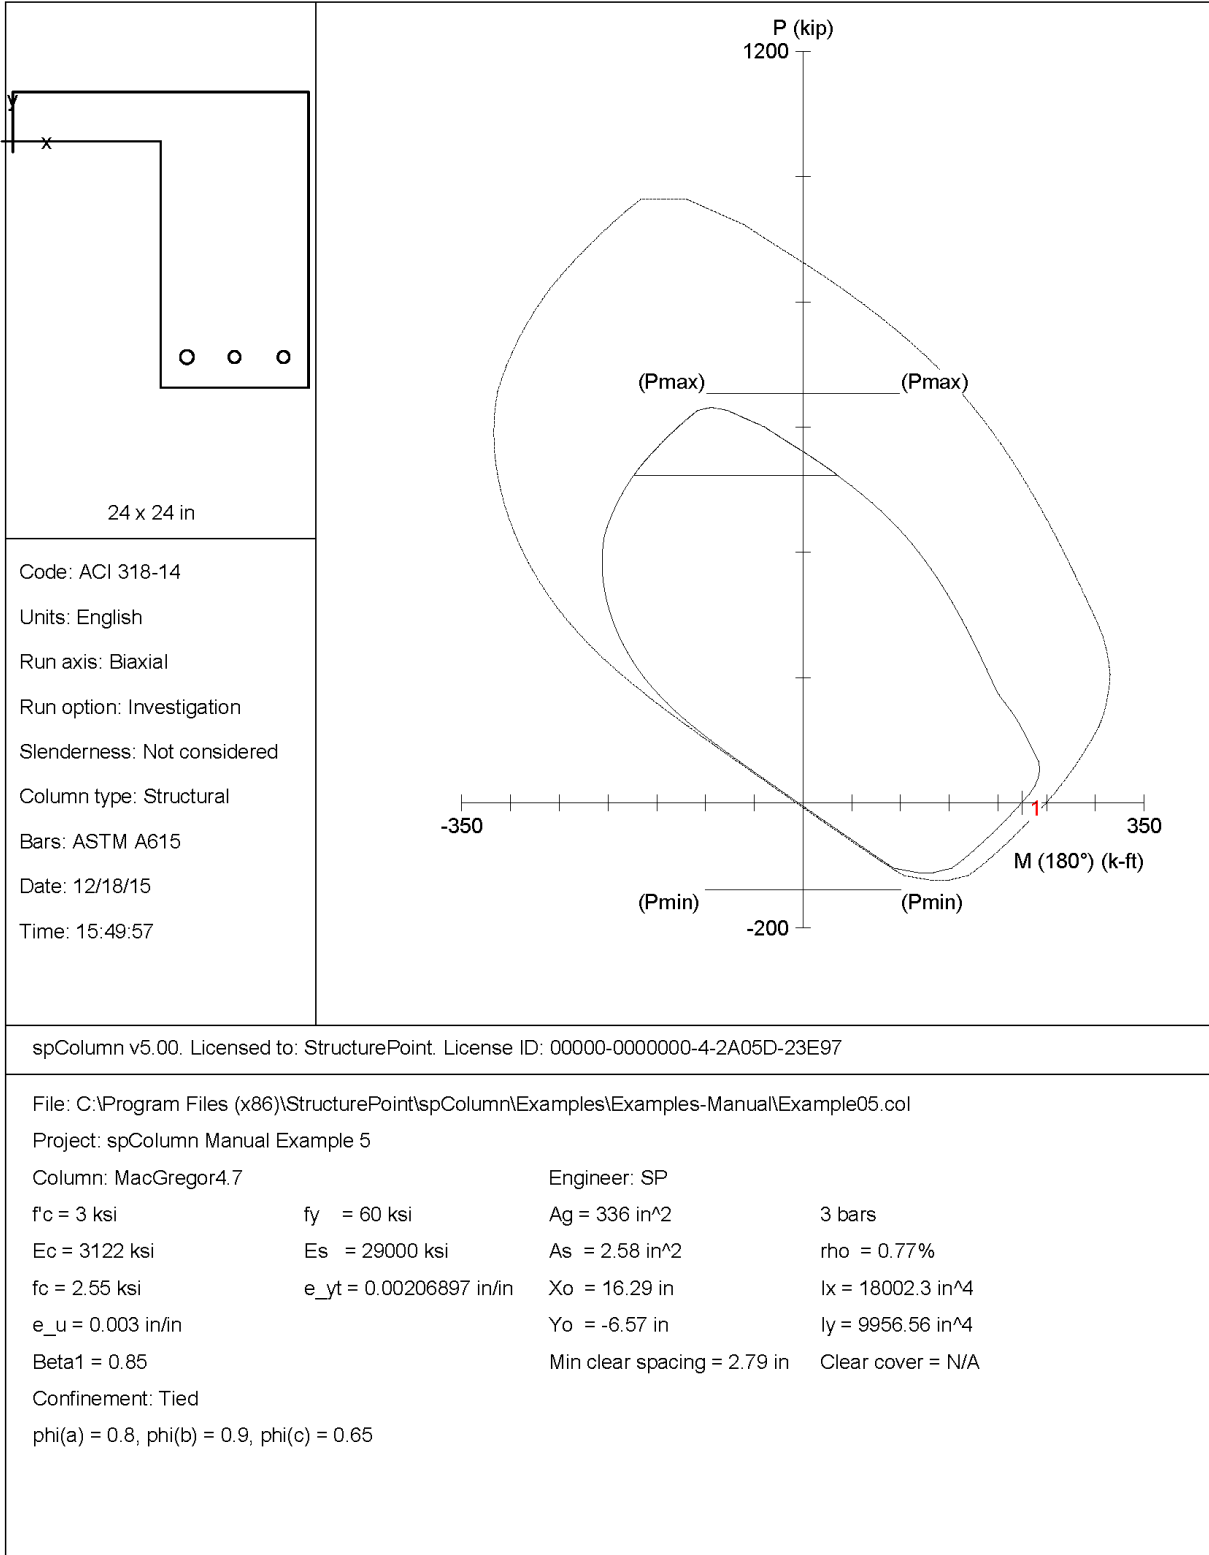 P (kip)
1200
y
x
(Pmax)
(Pmax)
24 x 24 in
-350
1
350
M (180°) (k-ft)
(Pmin)
(Pmin)
-200
Code: ACI 318-14
Units: English
Run axis: Biaxial
Run option: Investigation
Slenderness: Not considered
Column type: Structural
Bars: ASTM A615
Date: 12/18/15
Time: 15:49:57
spColumn v5.00. Licensed to: StructurePoint. License ID: 00000-0000000-4-2A05D-23E97
File: C:\Program Files (x86)\StructurePoint\spColumn\Examples\Examples-Manual\Example05.col
Project: spColumn Manual Example 5
Column: MacGregor4.7 Engineer: SP
f'c = 3 ksi fy = 60 ksi Ag = 336 in^2 3 bars
Ec = 3122 ksi Es = 29000 ksi As = 2.58 in^2 rho = 0.77%
fc = 2.55 ksi e_yt = 0.00206897 in/in Xo = 16.29 in Ix = 18002.3 in^4
e_u = 0.003 in/in Yo = -6.57 in Iy = 9956.56 in^4
Beta1 = 0.85 Min clear spacing = 2.79 in Clear cover = N/A
Confinement: Tied
phi(a) = 0.8, phi(b) = 0.9, phi(c) = 0.65